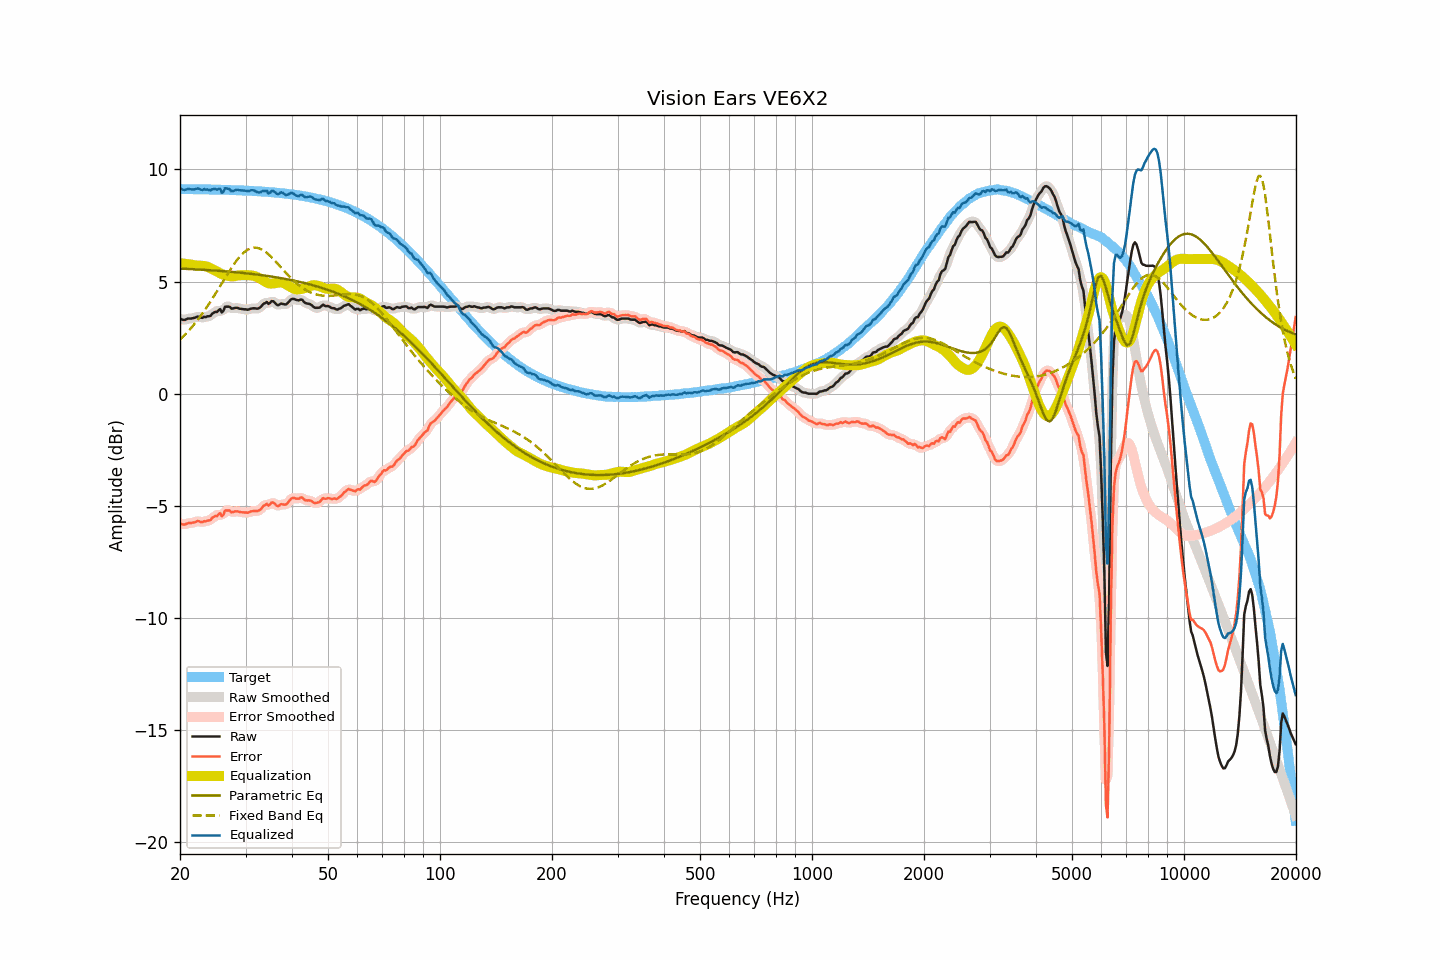 Vision Ears VE6X2
10
5
0
−5
−10
−15
−20
Amplitude (dBr)
Target
Raw Smoothed
Error Smoothed
Raw
Error
Equalization
Parametric Eq
Fixed Band Eq
Equalized
20 50 100 200 500 1000 2000 5000 10000 20000
Frequency (Hz)